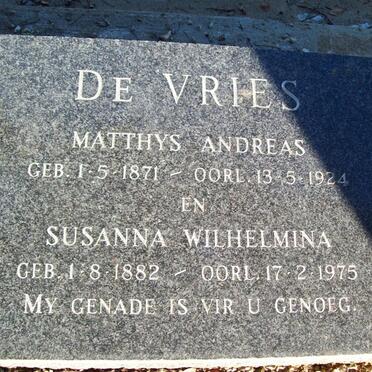 DE VRIES
MATTHYS ANDREAS
GEB. 1-5-1871 ~ OORL. 13-5-1924
EN
SUSANNA WILHELMINA
GEB. 1-8-1882 ~ OORL. 17-2-1975
MY GENADE IS VIR U GENOEG.